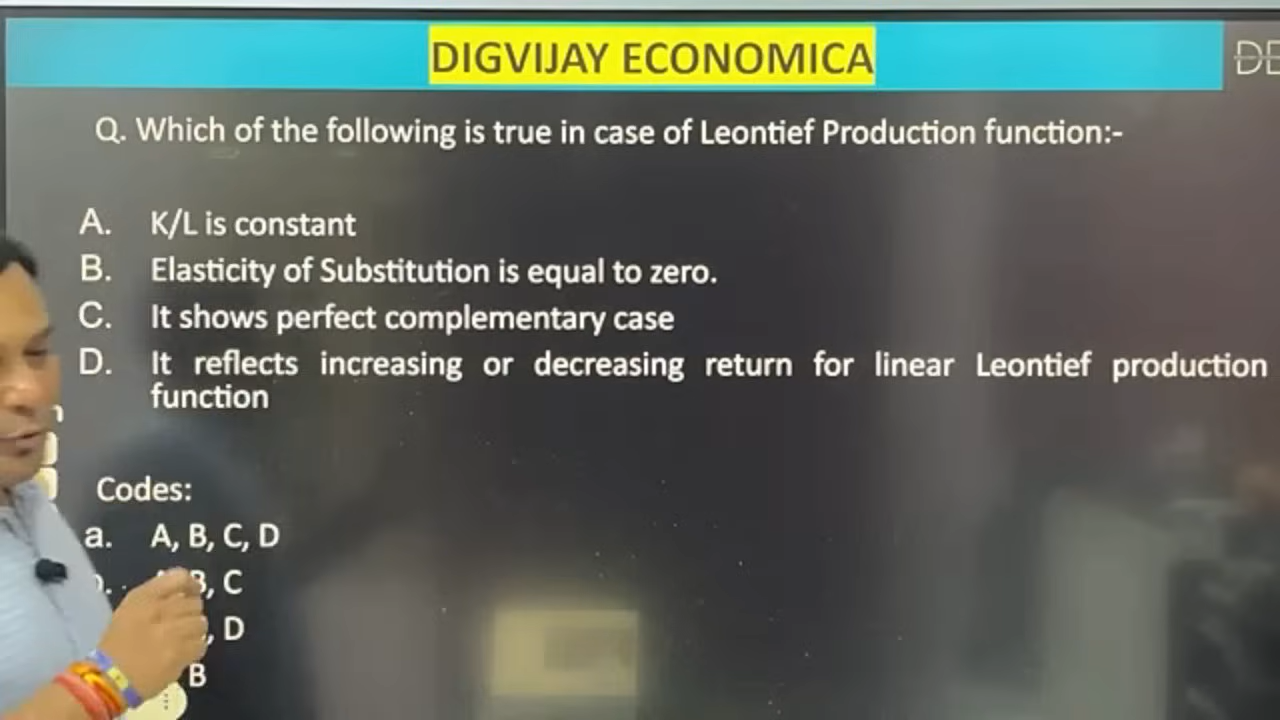 DIGVIJAY ECONOMICA
Q. Which of the following is true in case of Leontief Production function:-
A. K/L is constant
B. Elasticity of Substitution is equal to zero.
C. It shows perfect complementary case
D. It reflects increasing or decreasing return for linear Leontief production
function
Codes:
a. A, B, C, D
B, C
, D
B